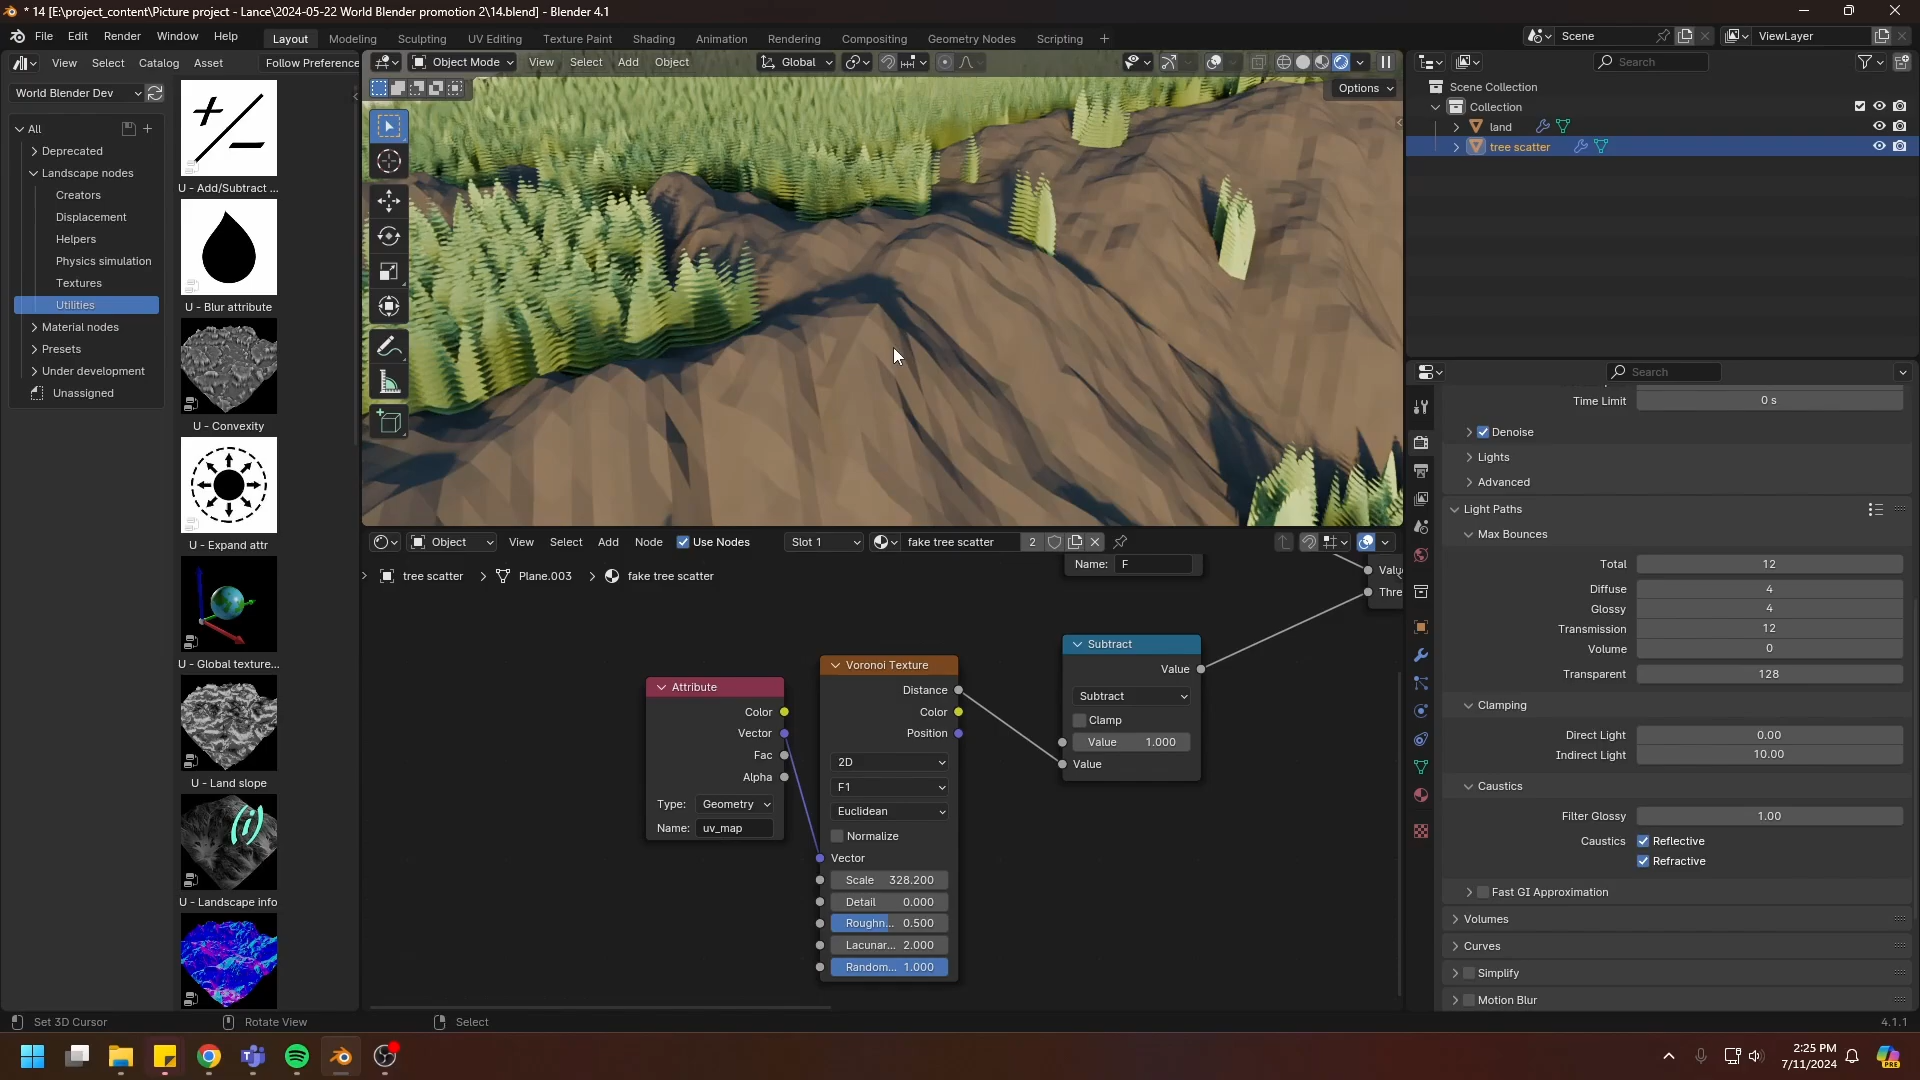 * 14 [E:\project_content\Picture project - Lance\2024-05-22 World Blender promotion 2\14.blend] - Blender 4.1
File Edit Render Window Help
Layout Modeling Sculpting UV Editing Texture Paint Shading Animation Rendering Compositing Geometry Nodes Scripting
Scene
ViewLayer
View Select Catalog Asset Follow Preference
Object Mode View Select Add Object Global
Options
World Blender Dev
All
Deprecated
Landscape nodes
Creators
Displacement
Helpers
Physics simulation
Textures
Utilities
Material nodes
Presets
Under development
Unassigned
U - Add/Subtract ...
U - Blur attribute
U - Convexity
U - Expand attr
U - Global texture...
U - Land slope
U - Landscape info
Search
Scene Collection
Collection
land
tree scatter
Search
Time Limit 0 s
Denoise
Lights
Advanced
Light Paths
Max Bounces
Total 12
Diffuse 4
Glossy 4
Transmission 12
Volume 0
Transparent 128
Clamping
Direct Light 0.00
Indirect Light 10.00
Caustics
Filter Glossy 1.00
Caustics Reflective
Refractive
Fast GI Approximation
Volumes
Curves
Simplify
Motion Blur
Object View Select Add Node Use Nodes Slot 1 fake tree scatter 2
tree scatter Plane.003 fake tree scatter
Name: F
Valu
Thre
Attribute
Color
Vector
Fac
Alpha
Type: Geometry
Name: uv_map
Voronoi Texture
Distance
Color
Position
2D
F1
Euclidean
Normalize
Vector
Scale 328.200
Detail 0.000
Roughn... 0.500
Lacunar... 2.000
Random... 1.000
Subtract
Value
Subtract
Clamp
Value 1.000
Value
Set 3D Cursor Rotate View Select
4.1.1
2:25 PM
7/11/2024
PRE